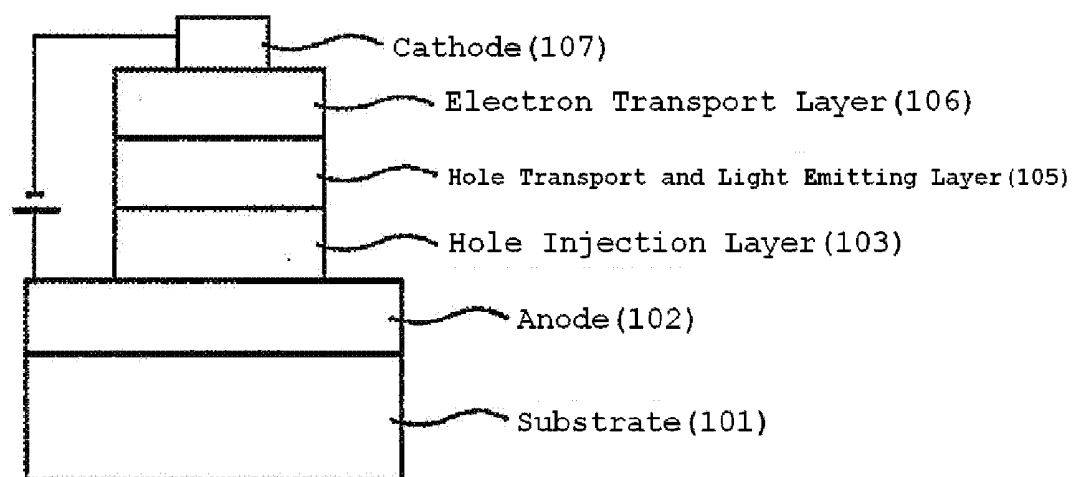 Cathode(107)
Electron Transport Layer(106)
Hole Transport and Light Emitting Layer(105)
Hole Injection Layer(103)
Anode(102)
Substrate(101)